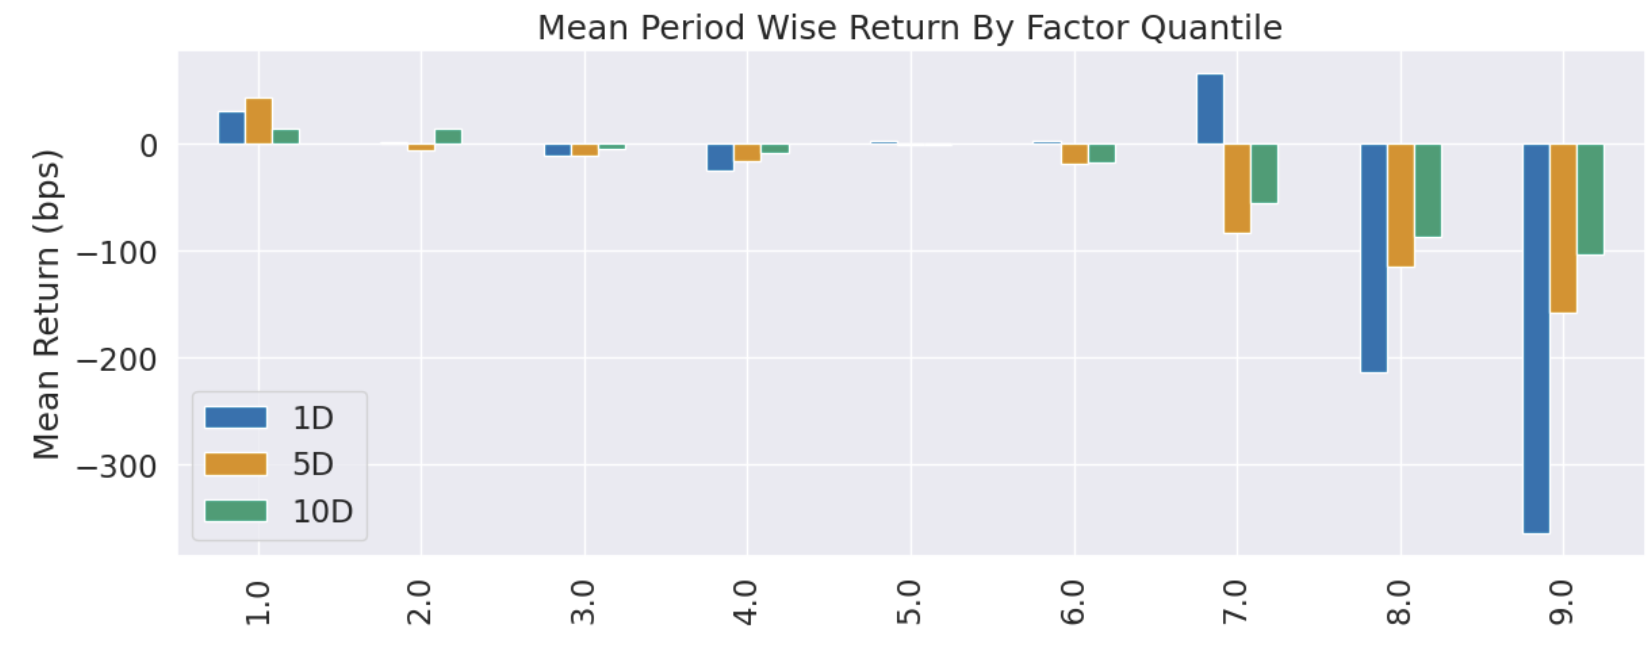 Mean Period Wise Return By Factor Quantile
Mean Return (bps)
0
−100
−200
−300
1D
5D
10D
1.0
2.0
3.0
4.0
5.0
6.0
7.0
8.0
9.0